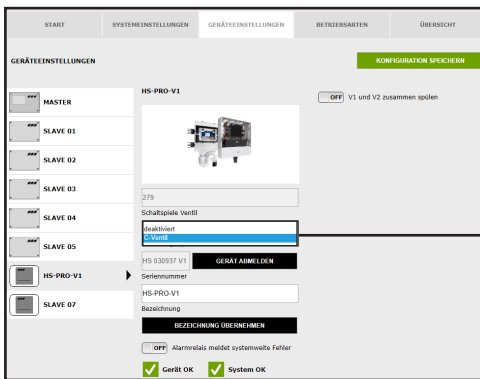 START SYSTEMEINSTELLUNGEN GERÄTEEINSTELLUNGEN BETRIEBSARTEN ÜBERSICHT
GERÄTEEINSTELLUNGEN
KONFIGURATION SPEICHERN
MASTER
SLAVE 01
SLAVE 02
SLAVE 03
SLAVE 04
SLAVE 05
HS-PRO-V1
SLAVE 07
HS-PRO-V1
279
Schaltspiele Ventil
deaktiviert
C-Ventil
HS 030937 V1 GERÄT ABMELDEN
Seriennummer
HS-PRO-V1
Bezeichnung
BEZEICHNUNG ÜBERNEHMEN
OFF Alarmrelais meldet systemweite Fehler
Gerät OK System OK
OFF V1 und V2 zusammen spülen